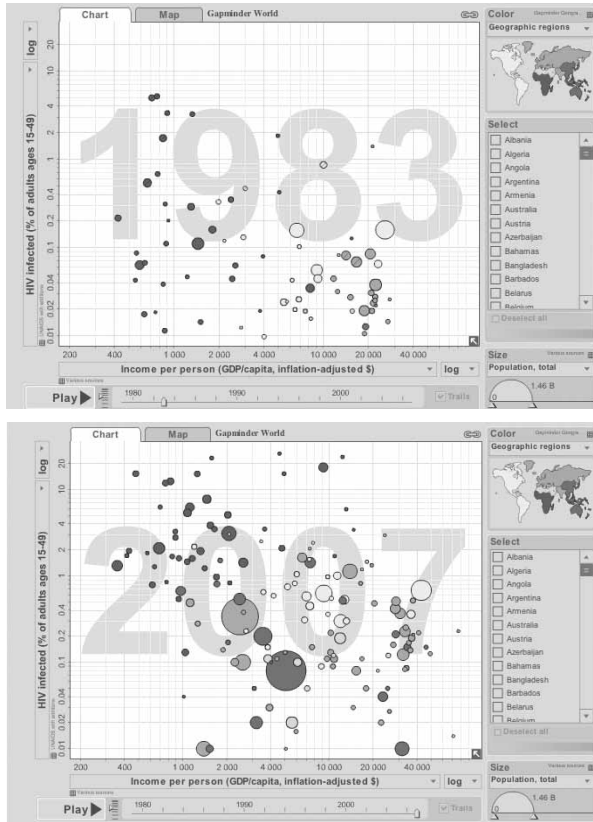 Chart Map Gapminder World
log
HIV infected (% of adults ages 15-49)
20
10
4
2
1
0.4
0.2
0.1
0.04
0.02
0.01
1983
200 400 1 000 2 000 4 000 10 000 20 000 40 000
Income per person (GDP/capita, inflation-adjusted $) log
Play 1980 1990 2000 Trails
Color
Geographic regions
Select
Albania
Algeria
Angola
Argentina
Armenia
Australia
Austria
Azerbaijan
Bahamas
Bangladesh
Barbados
Belarus
Belgium
Deselect all
Size
Population, total
1.46 B
0
Chart Map Gapminder World
log
HIV infected (% of adults ages 15-49)
20
10
4
2
1
0.4
0.2
0.1
0.04
0.02
0.01
2007
200 400 1 000 2 000 4 000 10 000 20 000 40 000
Income per person (GDP/capita, inflation-adjusted $) log
Play 1980 1990 2000 Trails
Color
Geographic regions
Select
Albania
Algeria
Angola
Argentina
Armenia
Australia
Austria
Azerbaijan
Bahamas
Bangladesh
Barbados
Belarus
Belgium
Deselect all
Size
Population, total
1.46 B
0